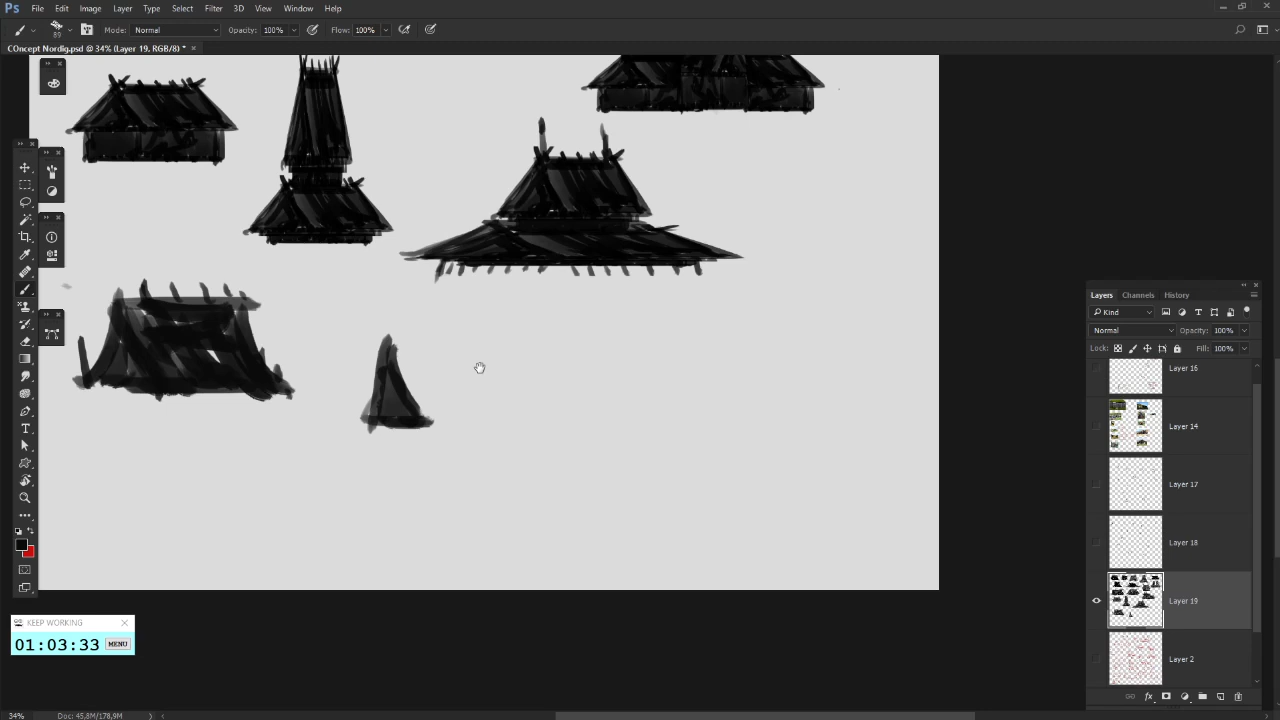 Ps File Edit Image Layer Type Select Filter 3D View Window Help
89 Mode: Normal Opacity: 100% Flow: 100%
COncept Nordig.psd @ 34% (Layer 19, RGB/8) * ×
Layers Channels History
Kind
Normal Opacity: 100%
Lock: Fill: 100%
Layer 16
Layer 14
Layer 17
Layer 18
Layer 19
Layer 2
fx
KEEP WORKING
01:03:33 MENU
34% Doc: 45,8M/178,9M